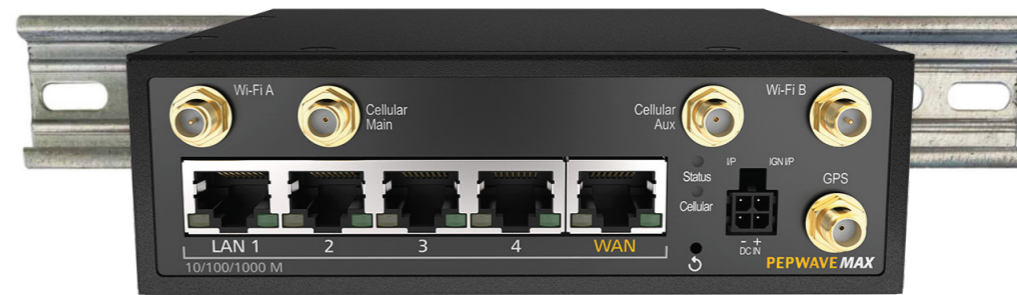 Wi-Fi A
Cellular
Main
Cellular
Aux
Wi-Fi B
I/P
IGN I/P
Status
GPS
Cellular
LAN 1
2
3
4
WAN
- +
DC IN
10/100/1000 M
PEPWAVE MAX